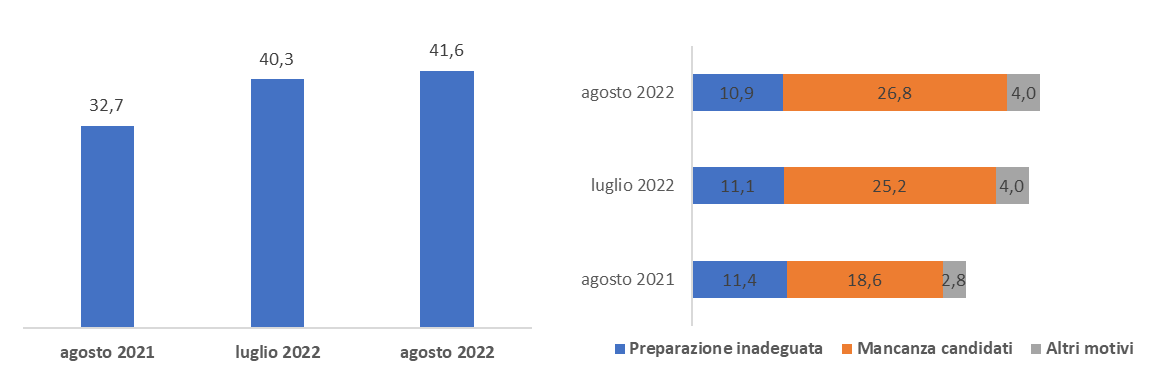 32,7
40,3
41,6
agosto 2021
luglio 2022
agosto 2022
agosto 2022
10,9
26,8
4,0
luglio 2022
11,1
25,2
4,0
agosto 2021
11,4
18,6
2,8
Preparazione inadeguata
Mancanza candidati
Altri motivi